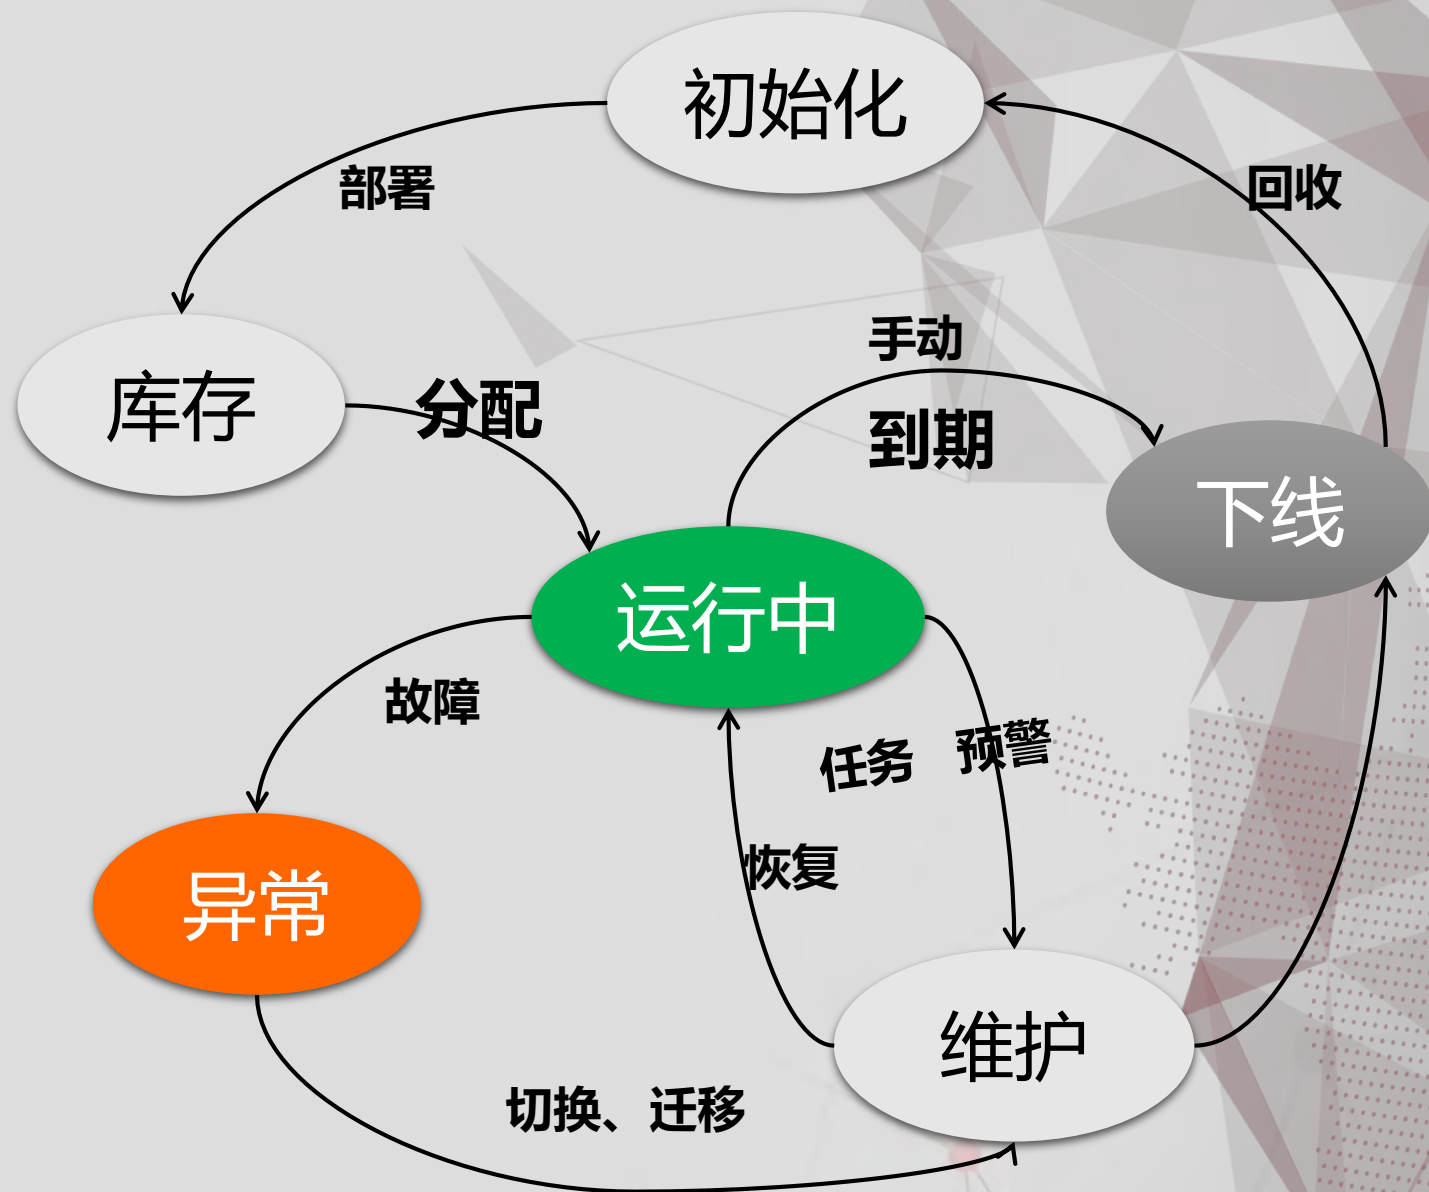 初始化
部署
回收
手动
库存
分配
到期
下线
运行中
故障
任务 预警
恢复
异常
维护
切换、迁移